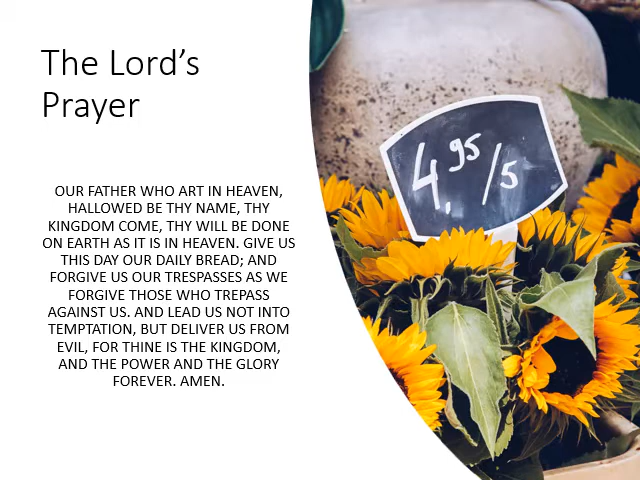 The Lord’s
Prayer
OUR FATHER WHO ART IN HEAVEN,
HALLOWED BE THY NAME, THY
KINGDOM COME, THY WILL BE DONE
ON EARTH AS IT IS IN HEAVEN. GIVE US
THIS DAY OUR DAILY BREAD; AND
FORGIVE US OUR TRESPASSES AS WE
FORGIVE THOSE WHO TREPASS
AGAINST US. AND LEAD US NOT INTO
TEMPTATION, BUT DELIVER US FROM
EVIL, FOR THINE IS THE KINGDOM,
AND THE POWER AND THE GLORY
FOREVER. AMEN.
4,95/5